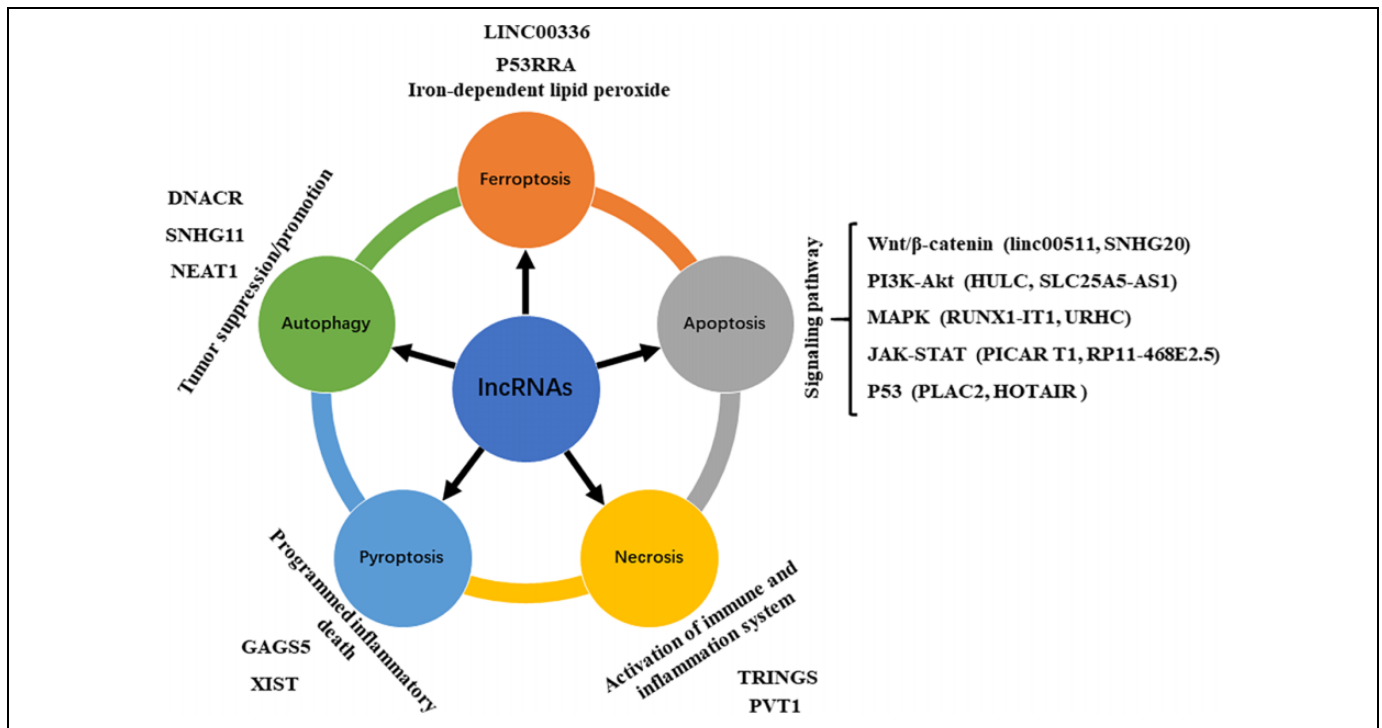 LINC00336
P53RRA
Iron-dependent lipid peroxide
Ferroptosis
DNACR
SNHG11
NEAT1
Tumor suppression/promotion
Autophagy
lncRNAs
Apoptosis
Signaling pathway
Wnt/β-catenin (linc00511, SNHG20)
PI3K-Akt (HULC, SLC25A5-AS1)
MAPK (RUNX1-IT1, URHC)
JAK-STAT (PICAR T1, RP11-468E2.5)
P53 (PLAC2, HOTAIR )
Pyroptosis
Programmed inflammatory
death
GAGS5
XIST
Necrosis
Activation of immune and
inflammation system
TRINGS
PVT1